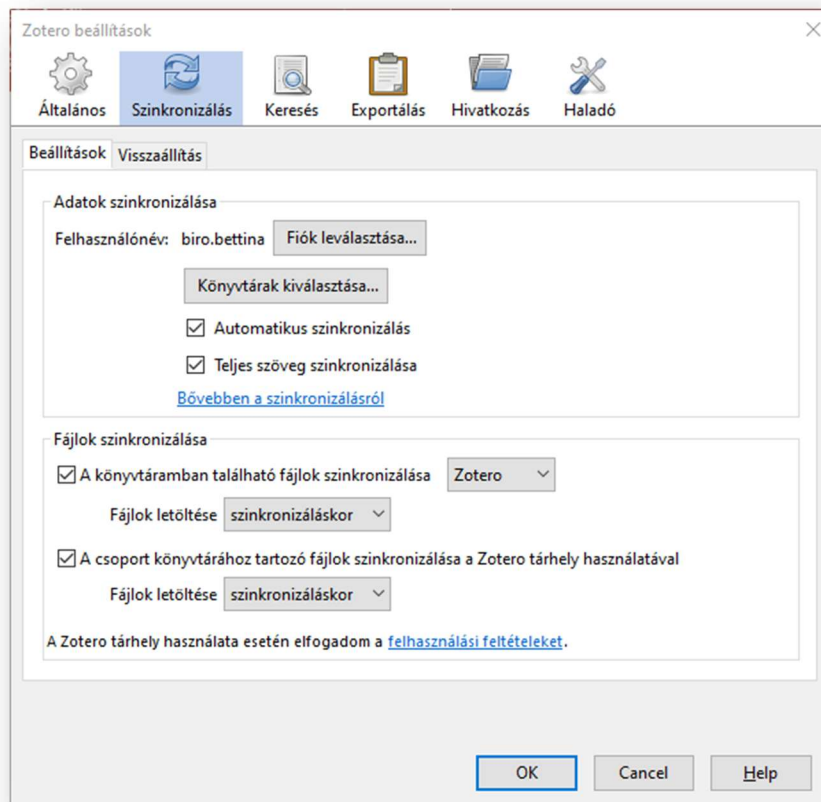 Zotero beállítások
Általános Szinkronizálás Keresés Exportálás Hivatkozás Haladó
Beállítások Visszaállítás
Adatok szinkronizálása
Felhasználónév: biro.bettina Fiók leválasztása...
Könyvtárak kiválasztása...
Automatikus szinkronizálás
Teljes szöveg szinkronizálása
Bővebben a szinkronizálásról
Fájlok szinkronizálása
A könyvtáramban található fájlok szinkronizálása Zotero
Fájlok letöltése szinkronizáláskor
A csoport könyvtárához tartozó fájlok szinkronizálása a Zotero tárhely használatával
Fájlok letöltése szinkronizáláskor
A Zotero tárhely használata esetén elfogadom a felhasználási feltételeket.
OK Cancel Help